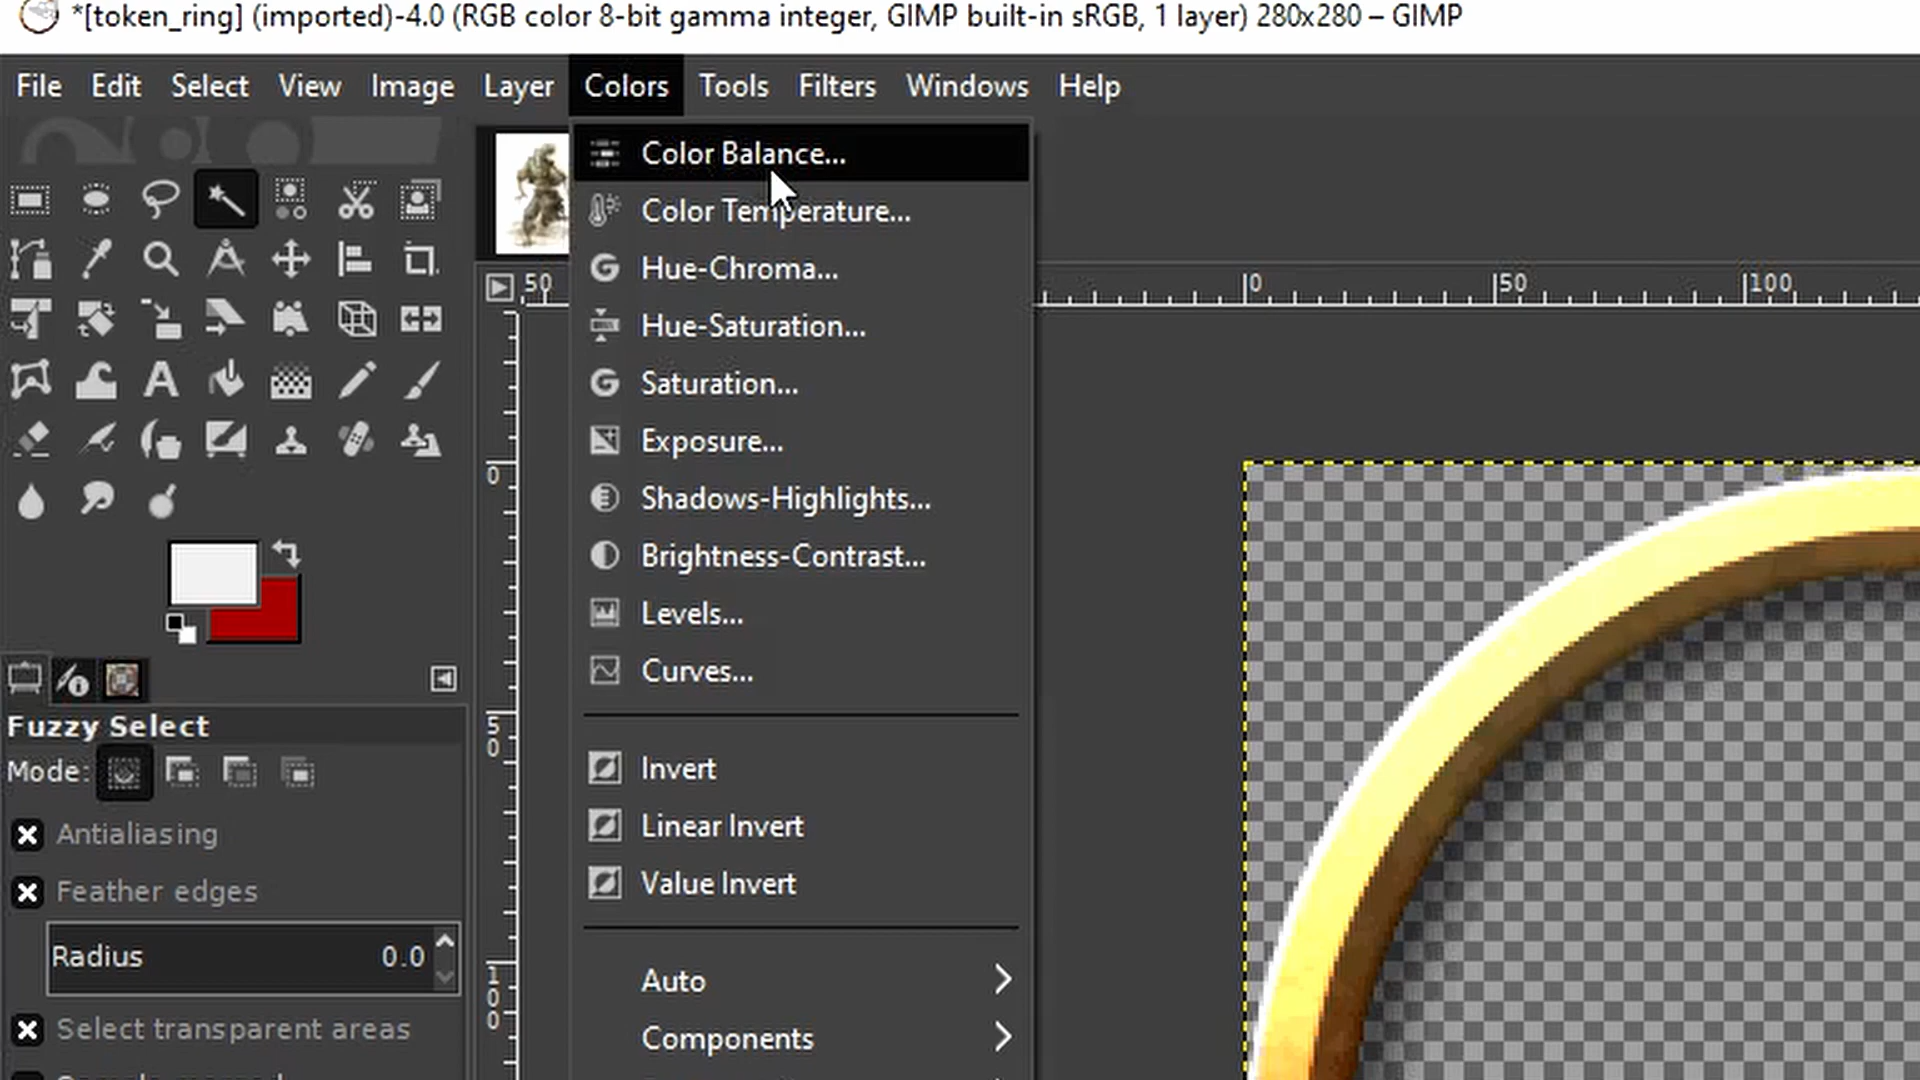 *[token_ring] (imported)-4.0 (RGB color 8-bit gamma integer, GIMP built-in sRGB, 1 layer) 280x280 – GIMP
File Edit Select View Image Layer Colors Tools Filters Windows Help
Color Balance...
Color Temperature...
Hue-Chroma...
Hue-Saturation...
Saturation...
Exposure...
Shadows-Highlights...
Brightness-Contrast...
Levels...
Curves...
Invert
Linear Invert
Value Invert
Auto
Components
50 0 50 100
0
50
100
Fuzzy Select
Mode:
Antialiasing
Feather edges
Radius 0.0
Select transparent areas